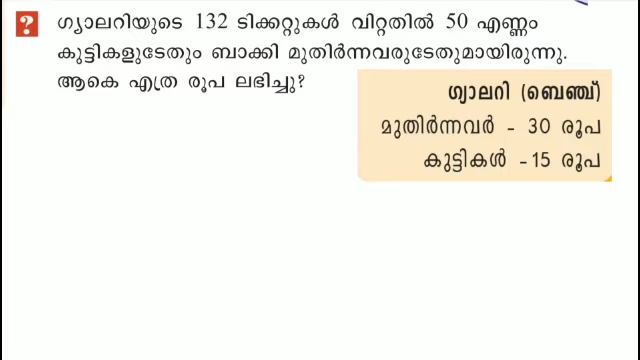 ? ഗ്യാലറിയുടെ 132 ടിക്കറ്റുകൾ വിറ്റതിൽ 50 എണ്ണം
കുട്ടികളുടേതും ബാക്കി മുതിർന്നവരുടേതുമായിരുന്നു.
ആകെ എത്ര രൂപ ലഭിച്ചു?
ഗ്യാലറി (ബെഞ്ച്)
മുതിർന്നവർ - 30 രൂപ
കുട്ടികൾ -15 രൂപ